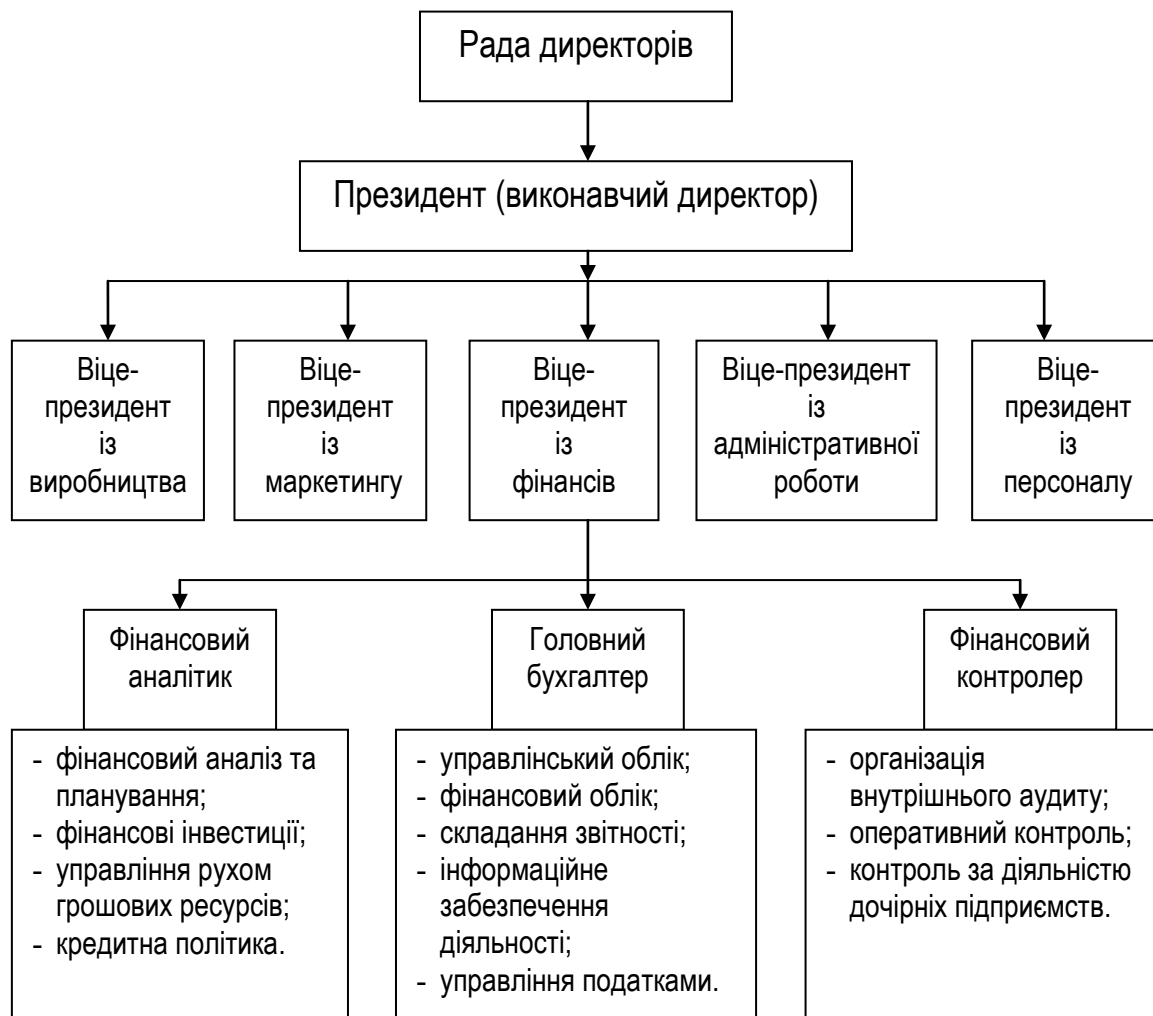 Рада директорів
Президент (виконавчий директор)
Віце-
президент
із
виробництва
Віце-
президент
із
маркетингу
Віце-
президент
із
фінансів
Віце-президент
із
адміністративної
роботи
Віце-
президент
із
персоналу
Фінансовий
аналітик
Головний
бухгалтер
Фінансовий
контролер
- фінансовий аналіз та
планування;
- фінансові інвестиції;
- управління рухом
грошових ресурсів;
- кредитна політика.
- управлінський облік;
- фінансовий облік;
- складання звітності;
- інформаційне
забезпечення
діяльності;
- управління податками.
- організація
внутрішнього аудиту;
- оперативний контроль;
- контроль за діяльністю
дочірніх підприємств.